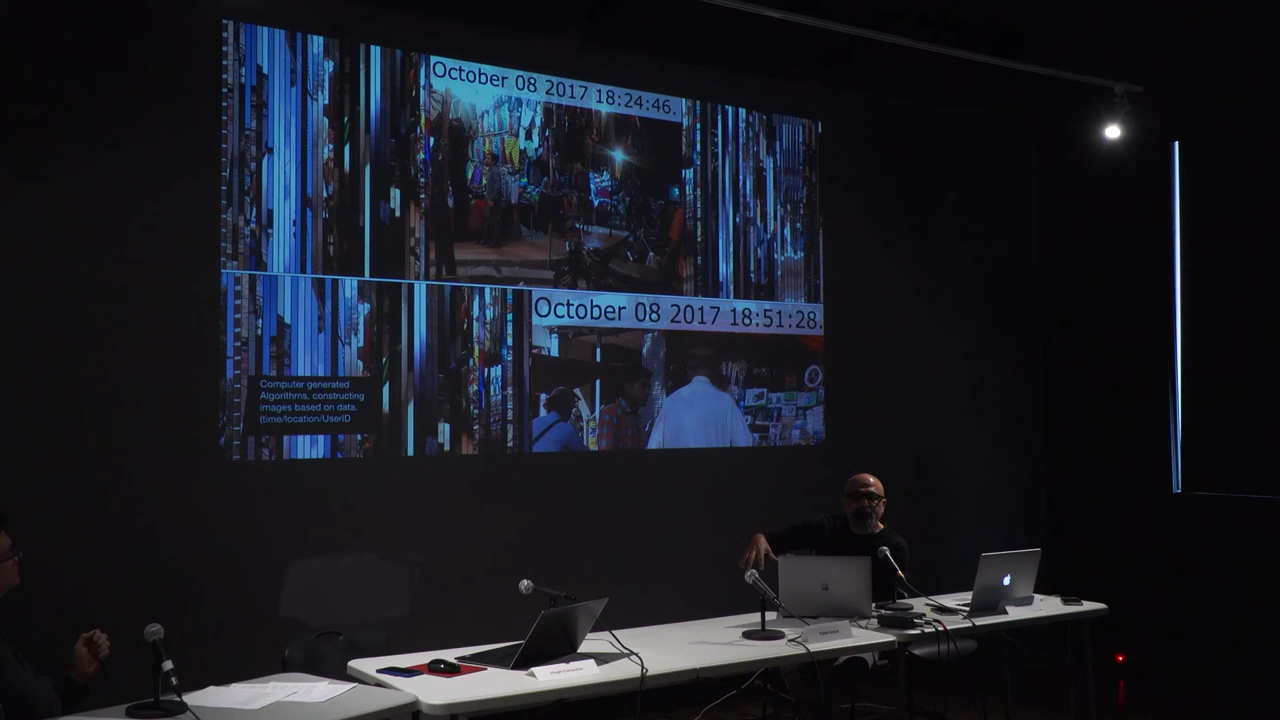 October 08 2017 18:24:46.
October 08 2017 18:51:28.
Computer generated
Algorithms, constructing
images based on data.
(time/location/UserID